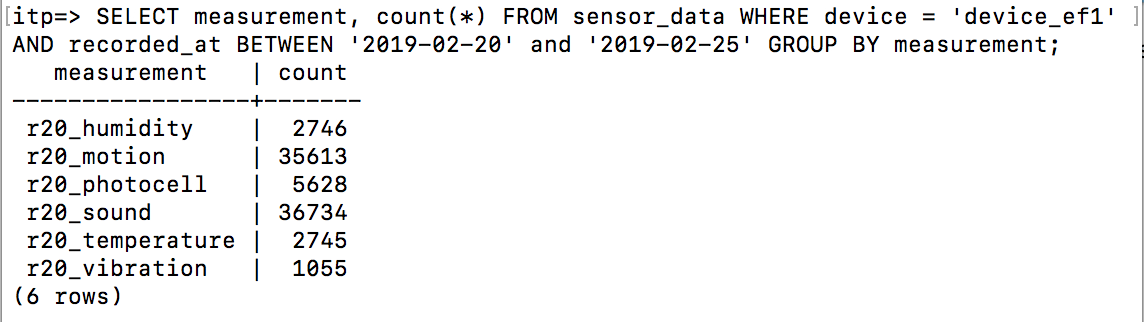 [itp=> SELECT measurement, count(*) FROM sensor_data WHERE device = 'device_ef1' ]
AND recorded_at BETWEEN '2019-02-20' and '2019-02-25' GROUP BY measurement;
   measurement   | count
-----------------+-------
 r20_humidity    |  2746
 r20_motion      | 35613
 r20_photocell   |  5628
 r20_sound       | 36734
 r20_temperature |  2745
 r20_vibration   |  1055
(6 rows)